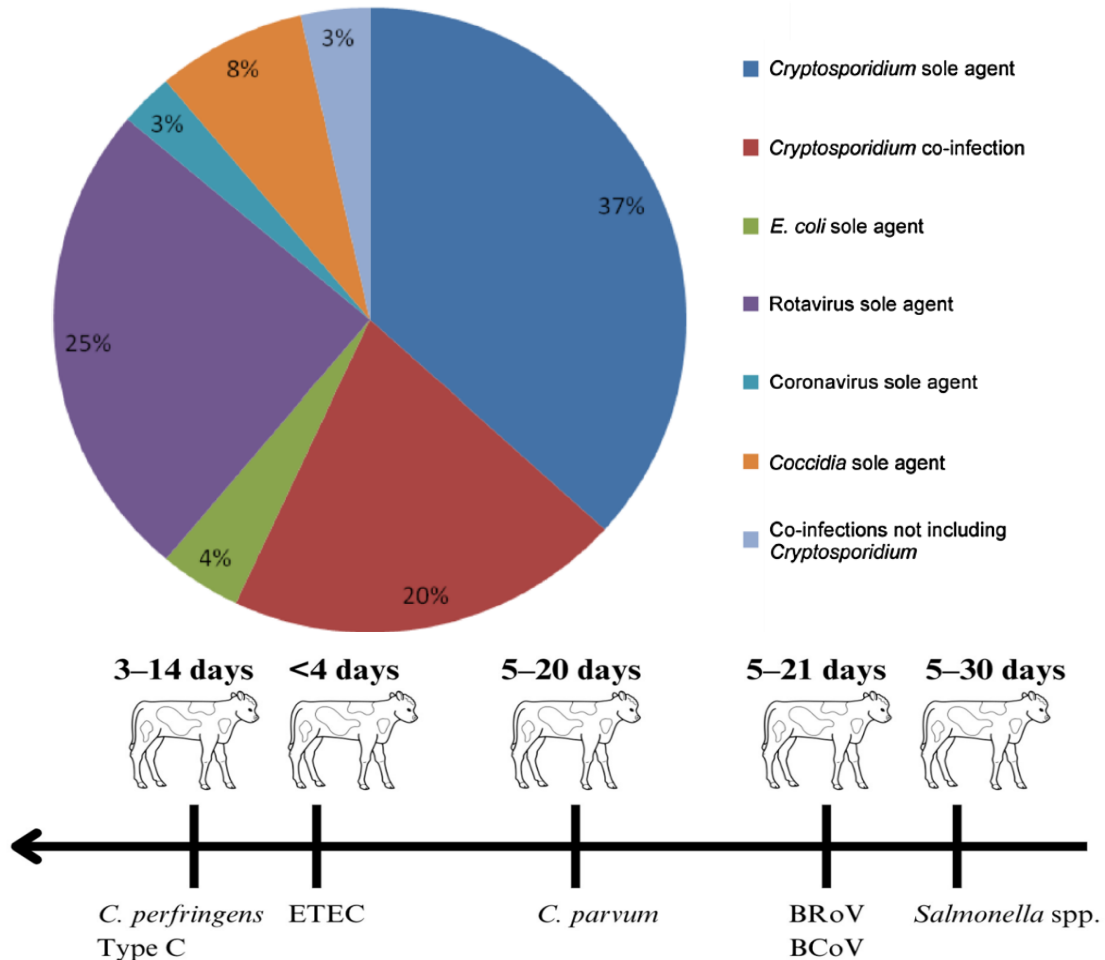 3%
8%
3%
37%
25%
4%
20%
Cryptosporidium sole agent
Cryptosporidium co-infection
E. coli sole agent
Rotavirus sole agent
Coronavirus sole agent
Coccidia sole agent
Co-infections not including
Cryptosporidium
3–14 days
<4 days
5–20 days
5–21 days
5–30 days
C. perfringens
Type C
ETEC
C. parvum
BRoV
BCoV
Salmonella spp.